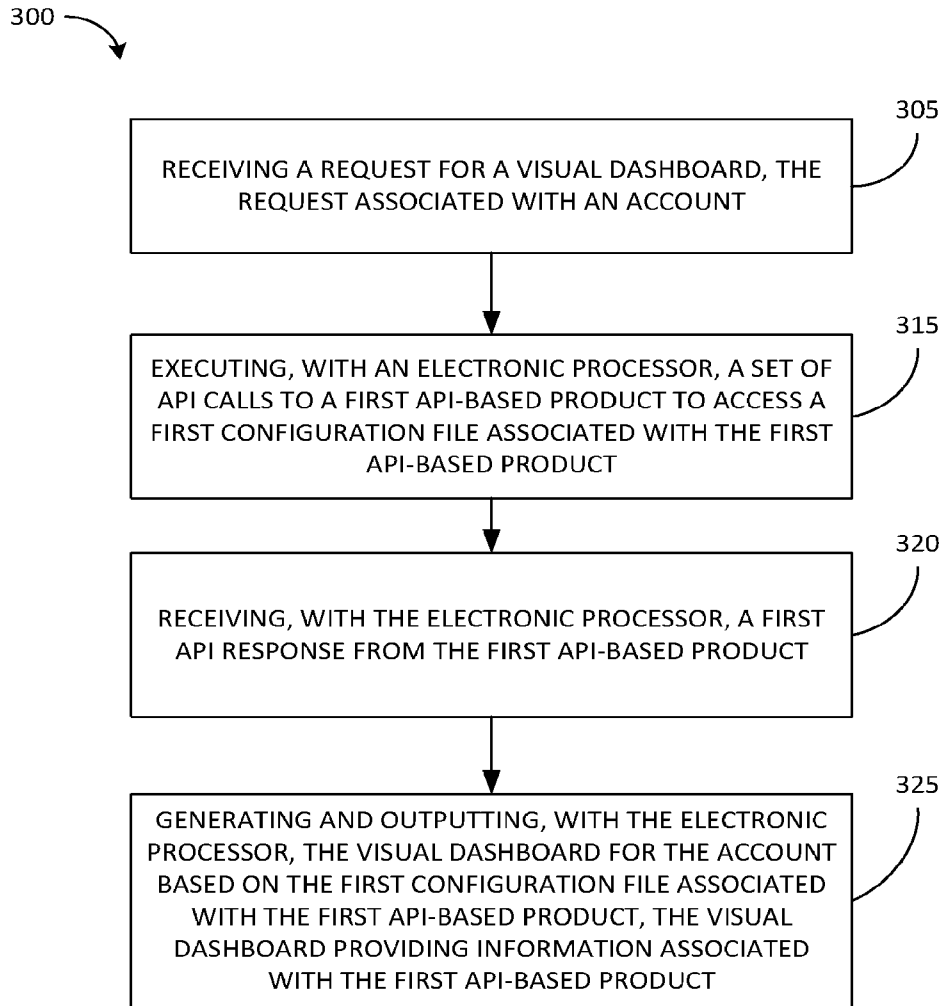 300
305
RECEIVING A REQUEST FOR A VISUAL DASHBOARD, THE
REQUEST ASSOCIATED WITH AN ACCOUNT
315
EXECUTING, WITH AN ELECTRONIC PROCESSOR, A SET OF
API CALLS TO A FIRST API-BASED PRODUCT TO ACCESS A
FIRST CONFIGURATION FILE ASSOCIATED WITH THE FIRST
API-BASED PRODUCT
320
RECEIVING, WITH THE ELECTRONIC PROCESSOR, A FIRST
API RESPONSE FROM THE FIRST API-BASED PRODUCT
325
GENERATING AND OUTPUTTING, WITH THE ELECTRONIC
PROCESSOR, THE VISUAL DASHBOARD FOR THE ACCOUNT
BASED ON THE FIRST CONFIGURATION FILE ASSOCIATED
WITH THE FIRST API-BASED PRODUCT, THE VISUAL
DASHBOARD PROVIDING INFORMATION ASSOCIATED
WITH THE FIRST API-BASED PRODUCT